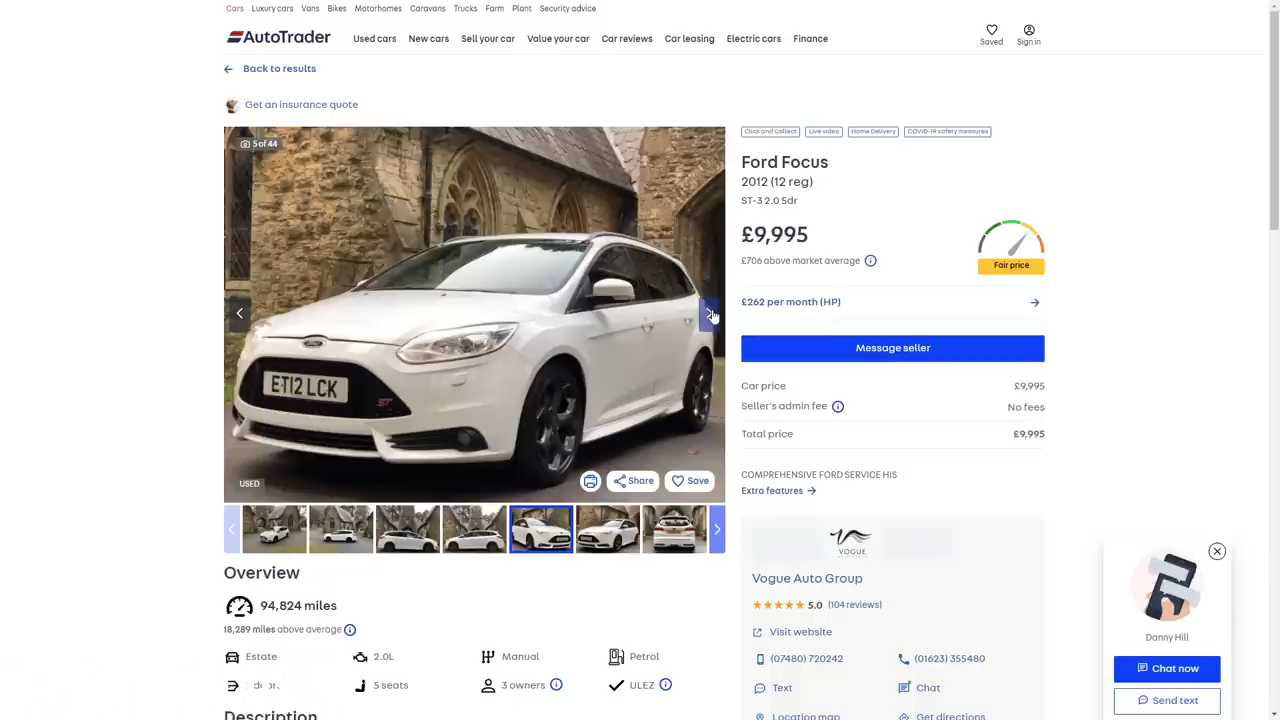 Cars Luxury cars Vans Bikes Motorhomes Caravans Trucks Farm Plant Security advice
AutoTrader Used cars New cars Sell your car Value your car Car reviews Car leasing Electric cars Finance Saved Sign in
Back to results
Get an insurance quote
5 of 44
ET12 LCK
ST
USED
Share
Save
Click and Collect Live video Home Delivery COVID-19 safety measures
Ford Focus
2012 (12 reg)
ST-3 2.0 5dr
£9,995
£706 above market average
Fair price
£262 per month (HP)
Message seller
Car price £9,995
Seller's admin fee No fees
Total price £9,995
COMPREHENSIVE FORD SERVICE HIS
Extra features
VOGUE
Vogue Auto Group
5.0 (104 reviews)
Visit website
(07480) 720242 (01623) 355480
Text Chat
Location map Get directions
Overview
94,824 miles
18,289 miles above average
Estate 2.0L Manual Petrol
5 seats 3 owners ULEZ
Description
Danny Hill
Chat now
Send text